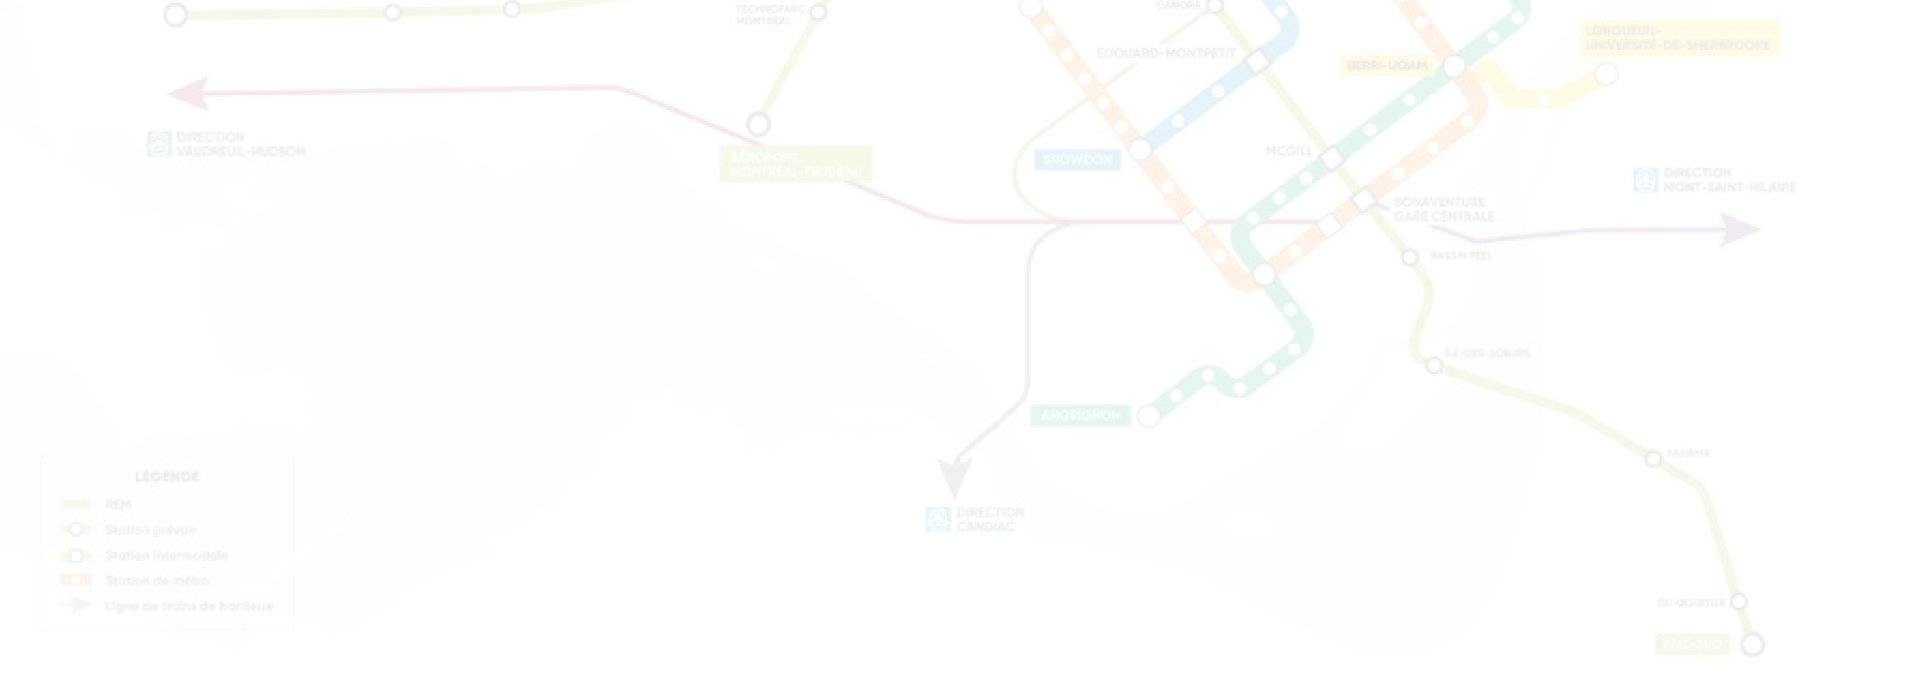 TECHNOPARC
MONTRÉAL
CANORA
ÉDOUARD-MONTPETIT
BERRI-UQAM
LONGUEUIL-
UNIVERSITÉ-DE-SHERBROOKE
DIRECTION
VAUDREUIL-HUDSON
AÉROPORT
MONTRÉAL-TRUDEAU
SNOWDON
MCGILL
DIRECTION
MONT-SAINT-HILAIRE
BONAVENTURE
GARE CENTRALE
BASSIN PEEL
ÎLE-DES-SOEURS
ANGRIGNON
PANAMA
DIRECTION
CANDIAC
LÉGENDE
REM
Station prévue
Station intermodale
Station de métro
Ligne de trains de banlieue
DU QUARTIER
RIVE-SUD